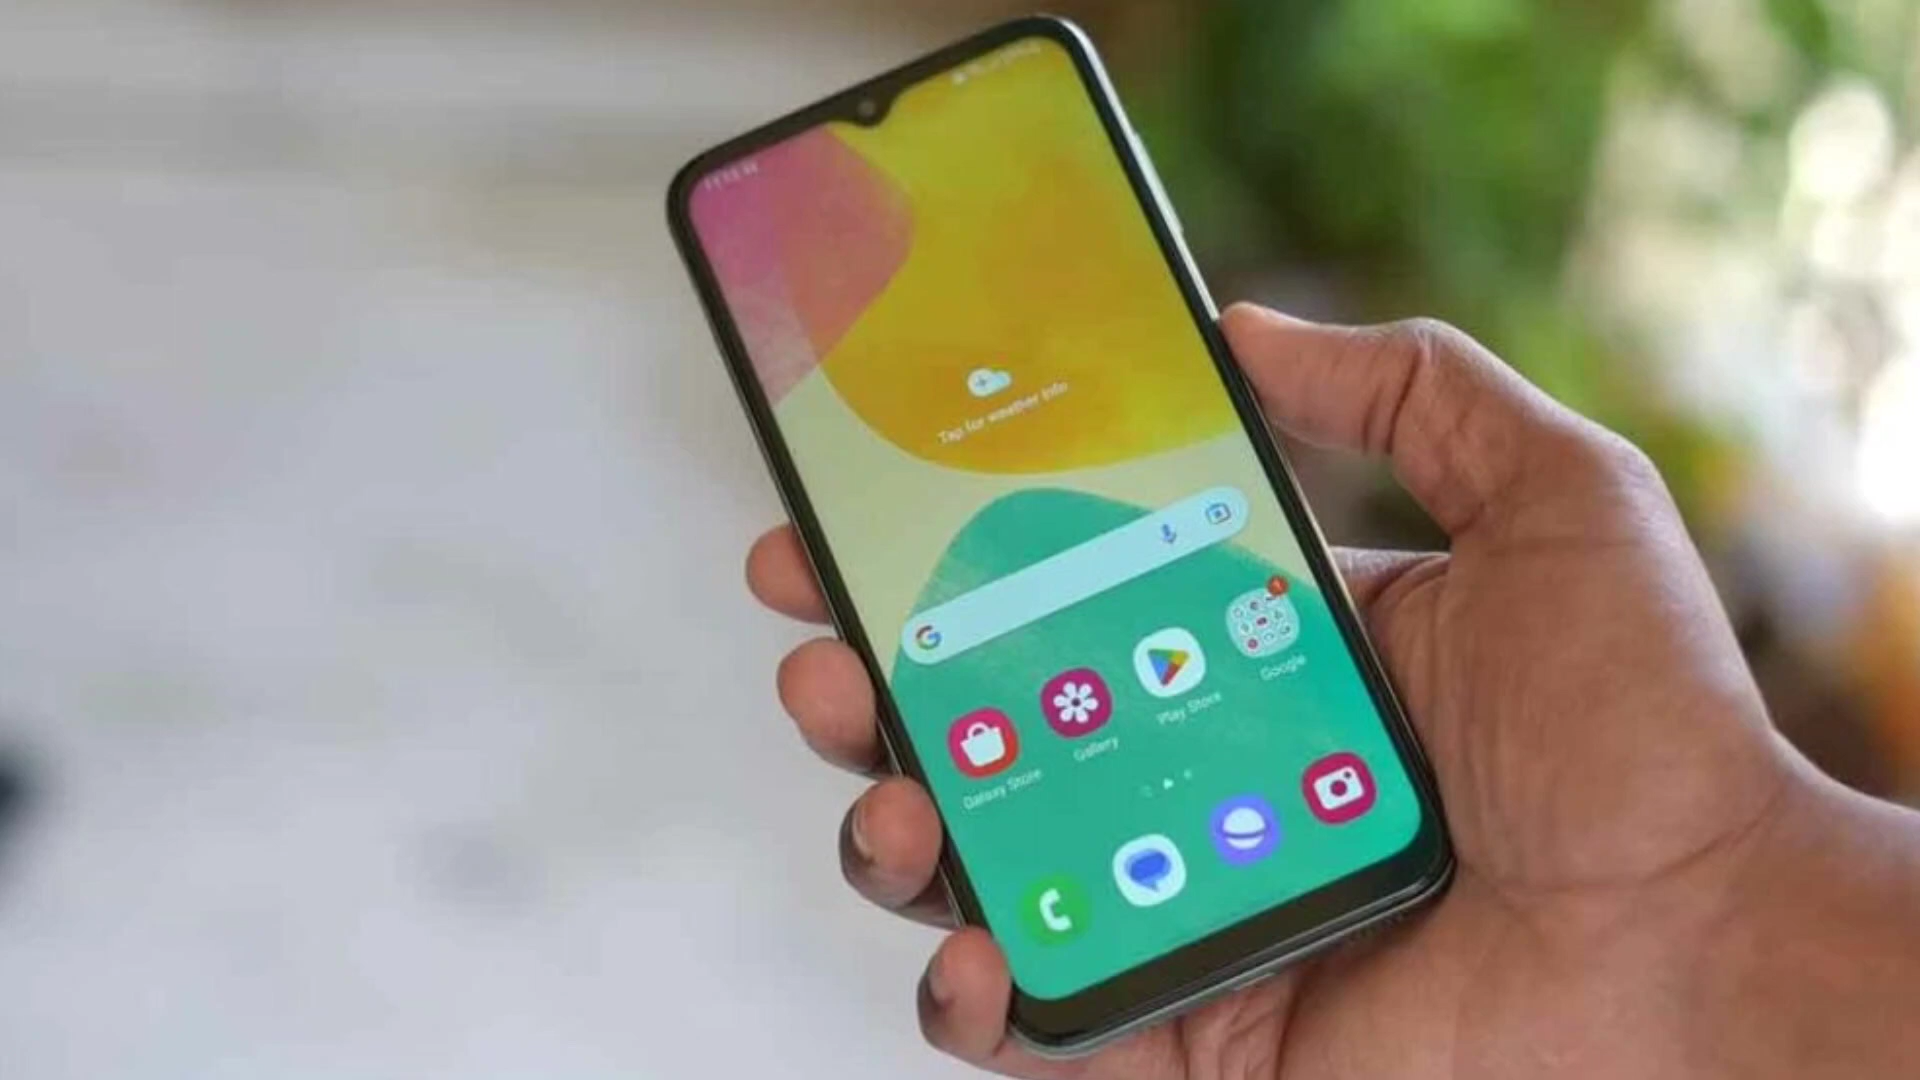 Tap for weather info
Galaxy Store
Gallery
Play Store
Google